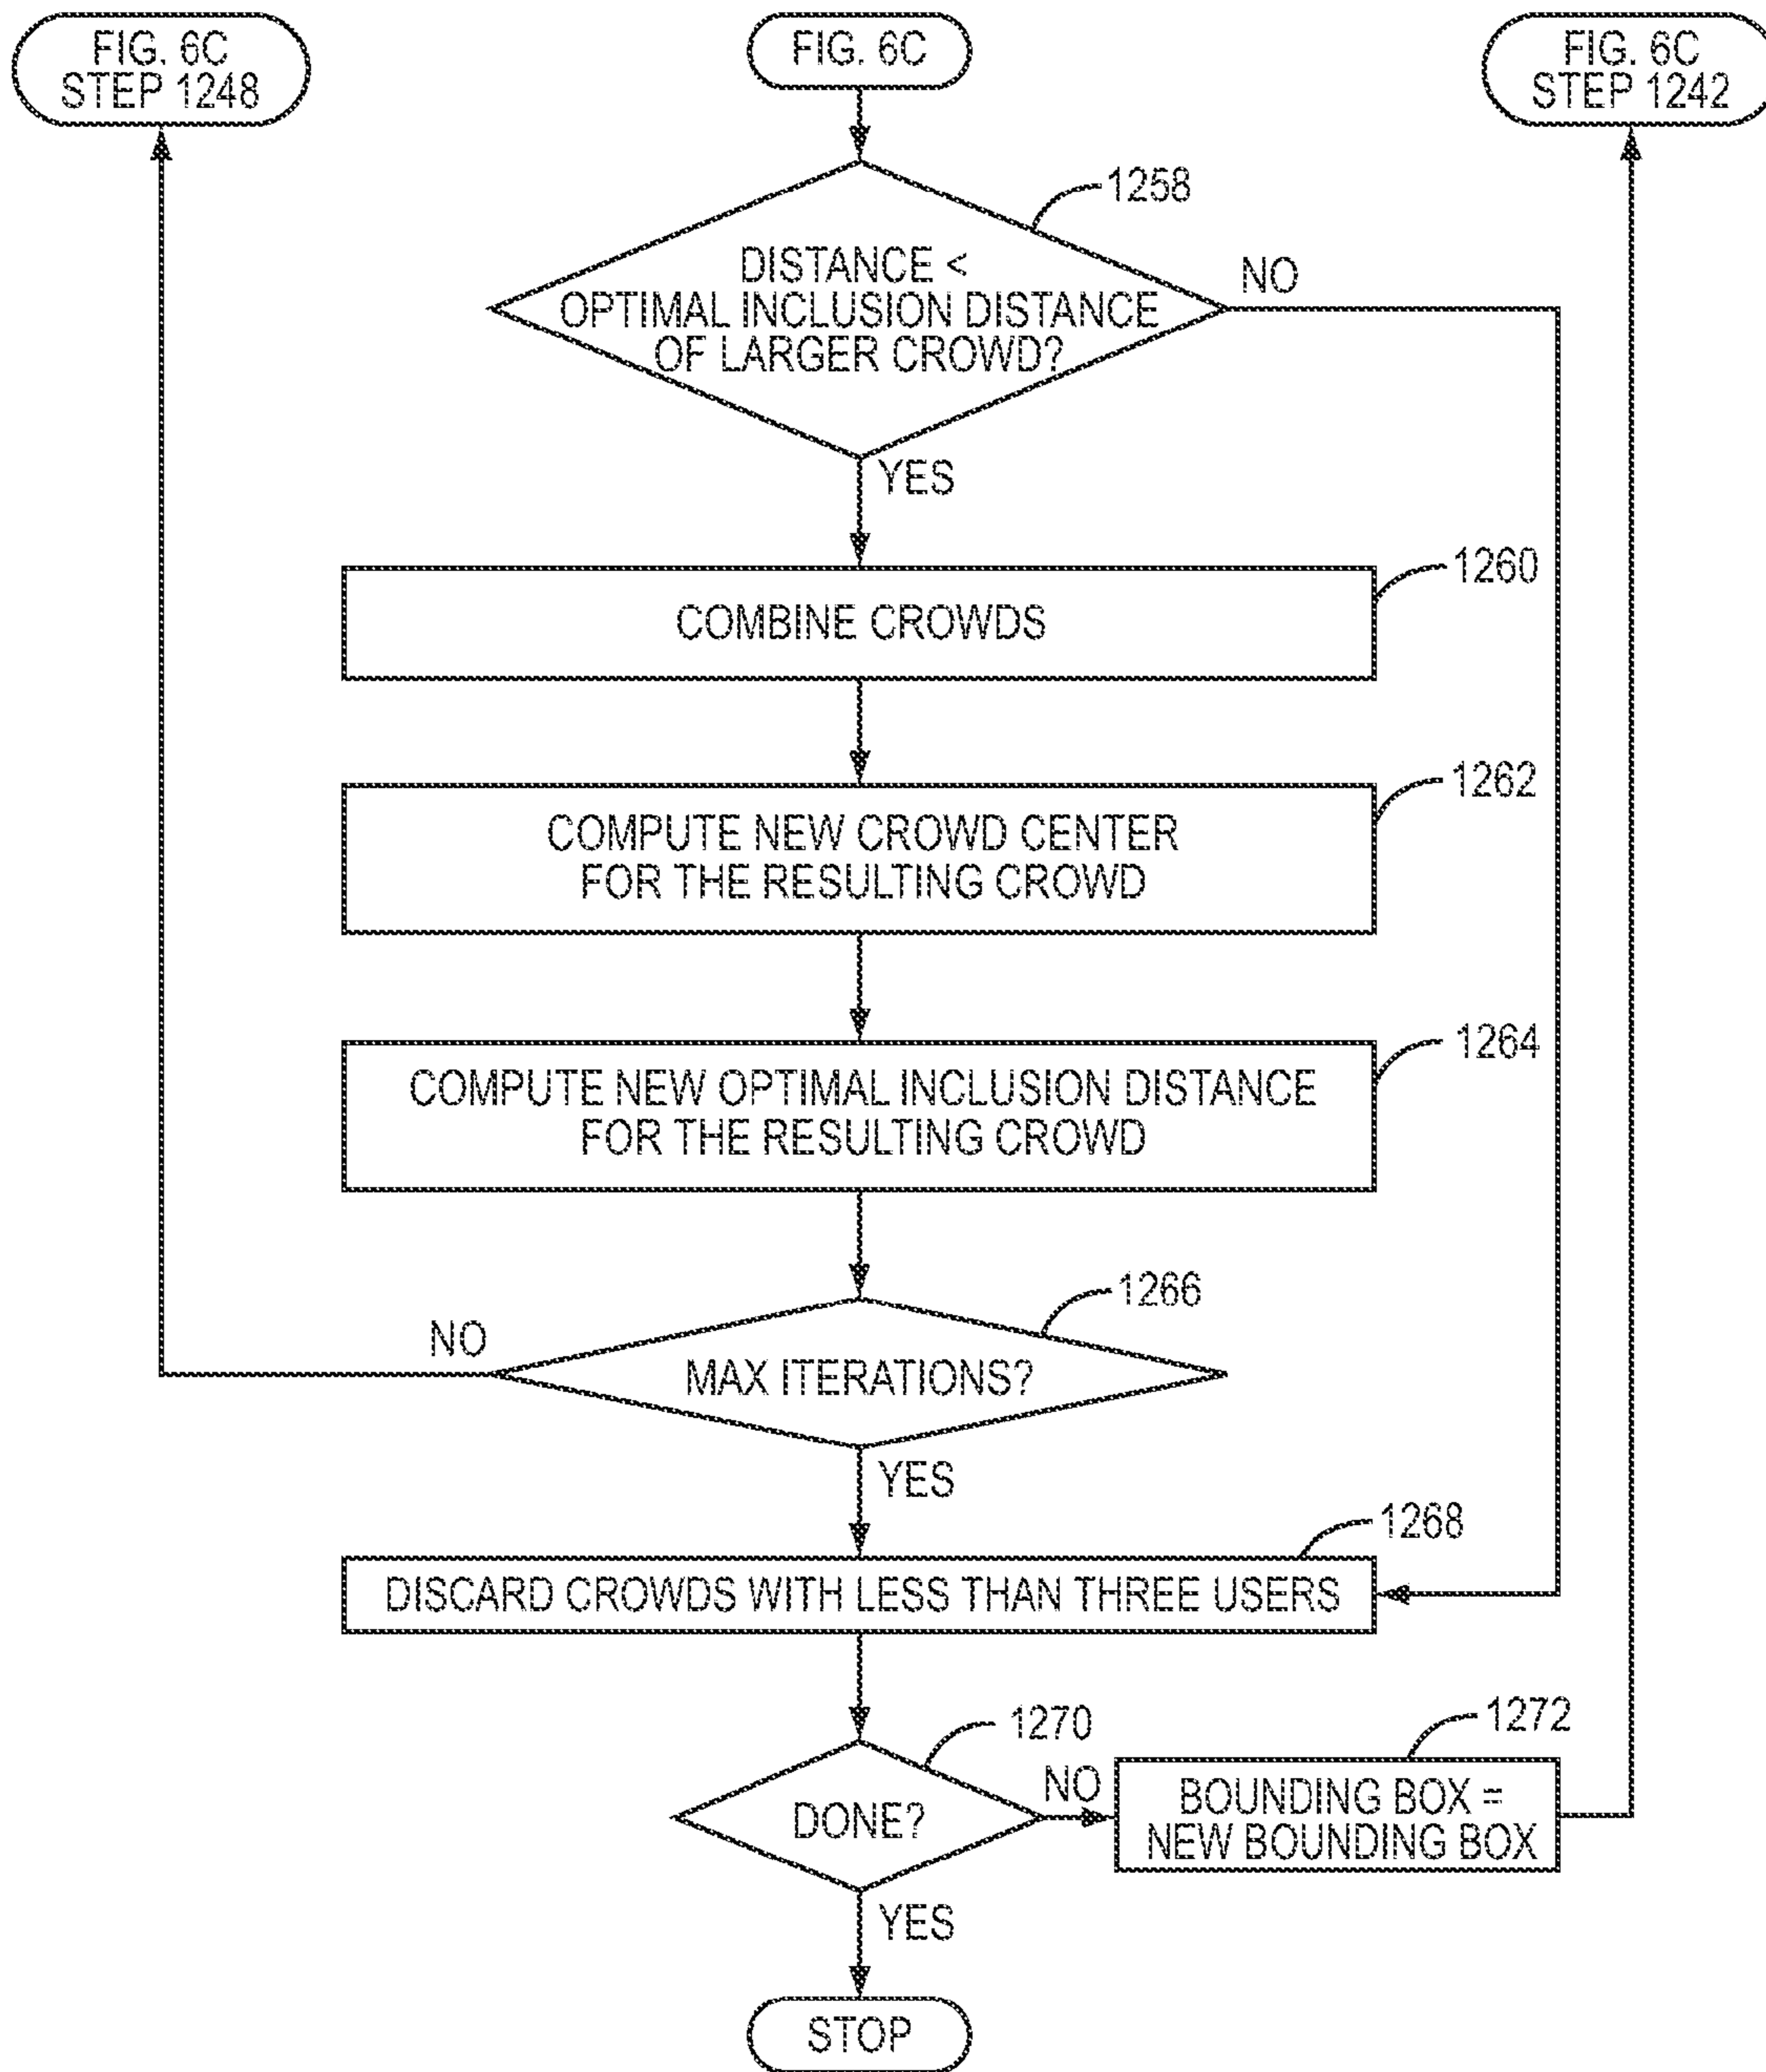 FIG. 6C
STEP 1248
FIG. 6C
FIG. 6C
STEP 1242
1258
DISTANCE <
OPTIMAL INCLUSION DISTANCE
OF LARGER CROWD?
NO
YES
1260
COMBINE CROWDS
1262
COMPUTE NEW CROWD CENTER
FOR THE RESULTING CROWD
1264
COMPUTE NEW OPTIMAL INCLUSION DISTANCE
FOR THE RESULTING CROWD
1266
NO
MAX ITERATIONS?
YES
1268
DISCARD CROWDS WITH LESS THAN THREE USERS
1270
1272
DONE?
NO
BOUNDING BOX =
NEW BOUNDING BOX
YES
STOP